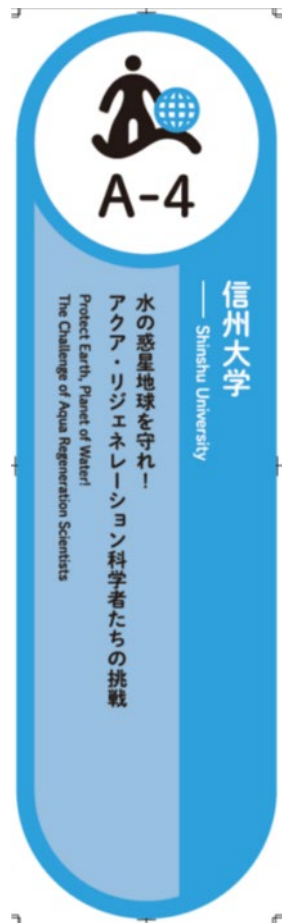 A-4
信州大学
Shinshu University
水の惑星地球を守れ！
アクア・リジェネレーション科学者たちの挑戦
Protect Earth, Planet of Water!
The Challenge of Aqua Regeneration Scientists